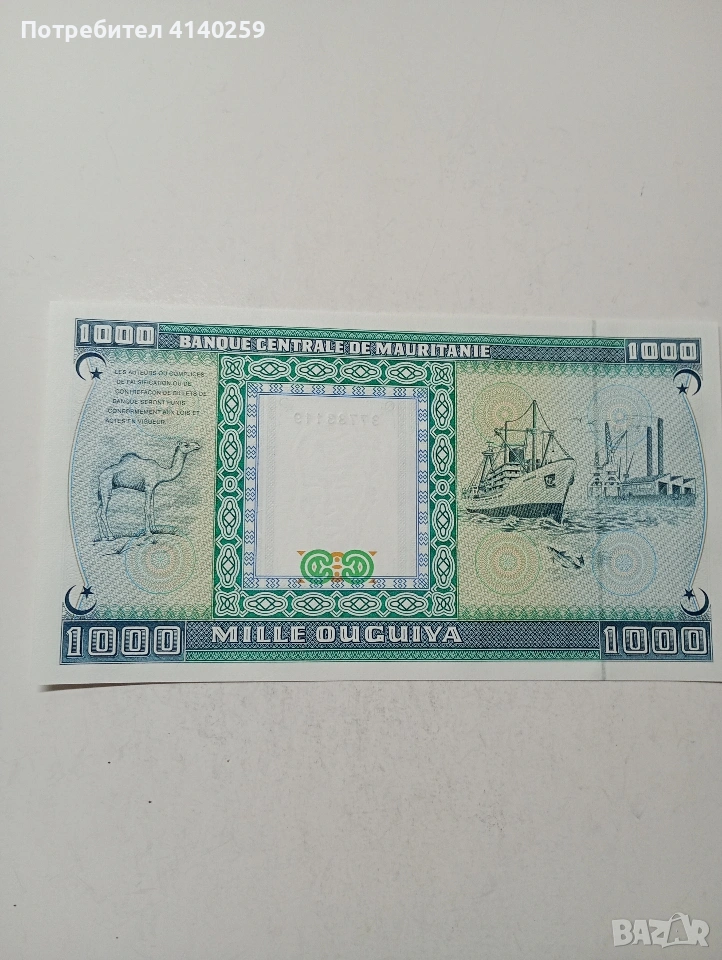 Потребител 4140259
1000
BANQUE CENTRALE DE MAURITANIE
1000
LES AUTEURS OU COMPLICES
DE FALSIFICATION OU DE
CONTREFACON DE BILLETS DE
BANQUE SERONT PUNIS
CONFORMEMENT AUX LOIS ET
ACTES EN VIGUEUR.
1000
MILLE OUGUIYA
1000
BAZAR